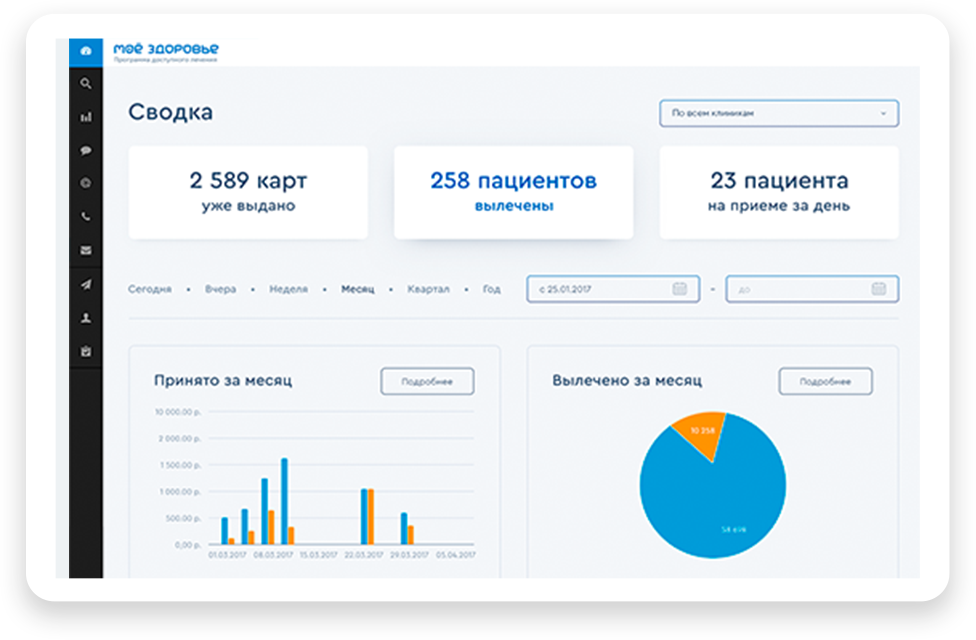 моё здоровье
Программа доступного лечения
Сводка
По всем клиникам
2 589 карт
уже выдано
258 пациентов
вылечены
23 пациента
на приеме за день
Сегодня • Вчера • Неделя • Месяц • Квартал • Год
с 25.01.2017 - до
Принято за месяц
Подробнее
10 000.00 р.
2 000.00 р.
1 500.00 р.
1 000.00 р.
500.00 р.
0,00 р.
01.03.2017 08.03.2017 15.03.2017 22.03.2017 29.03.2017 05.04.2017
Вылечено за месяц
Подробнее
10 258